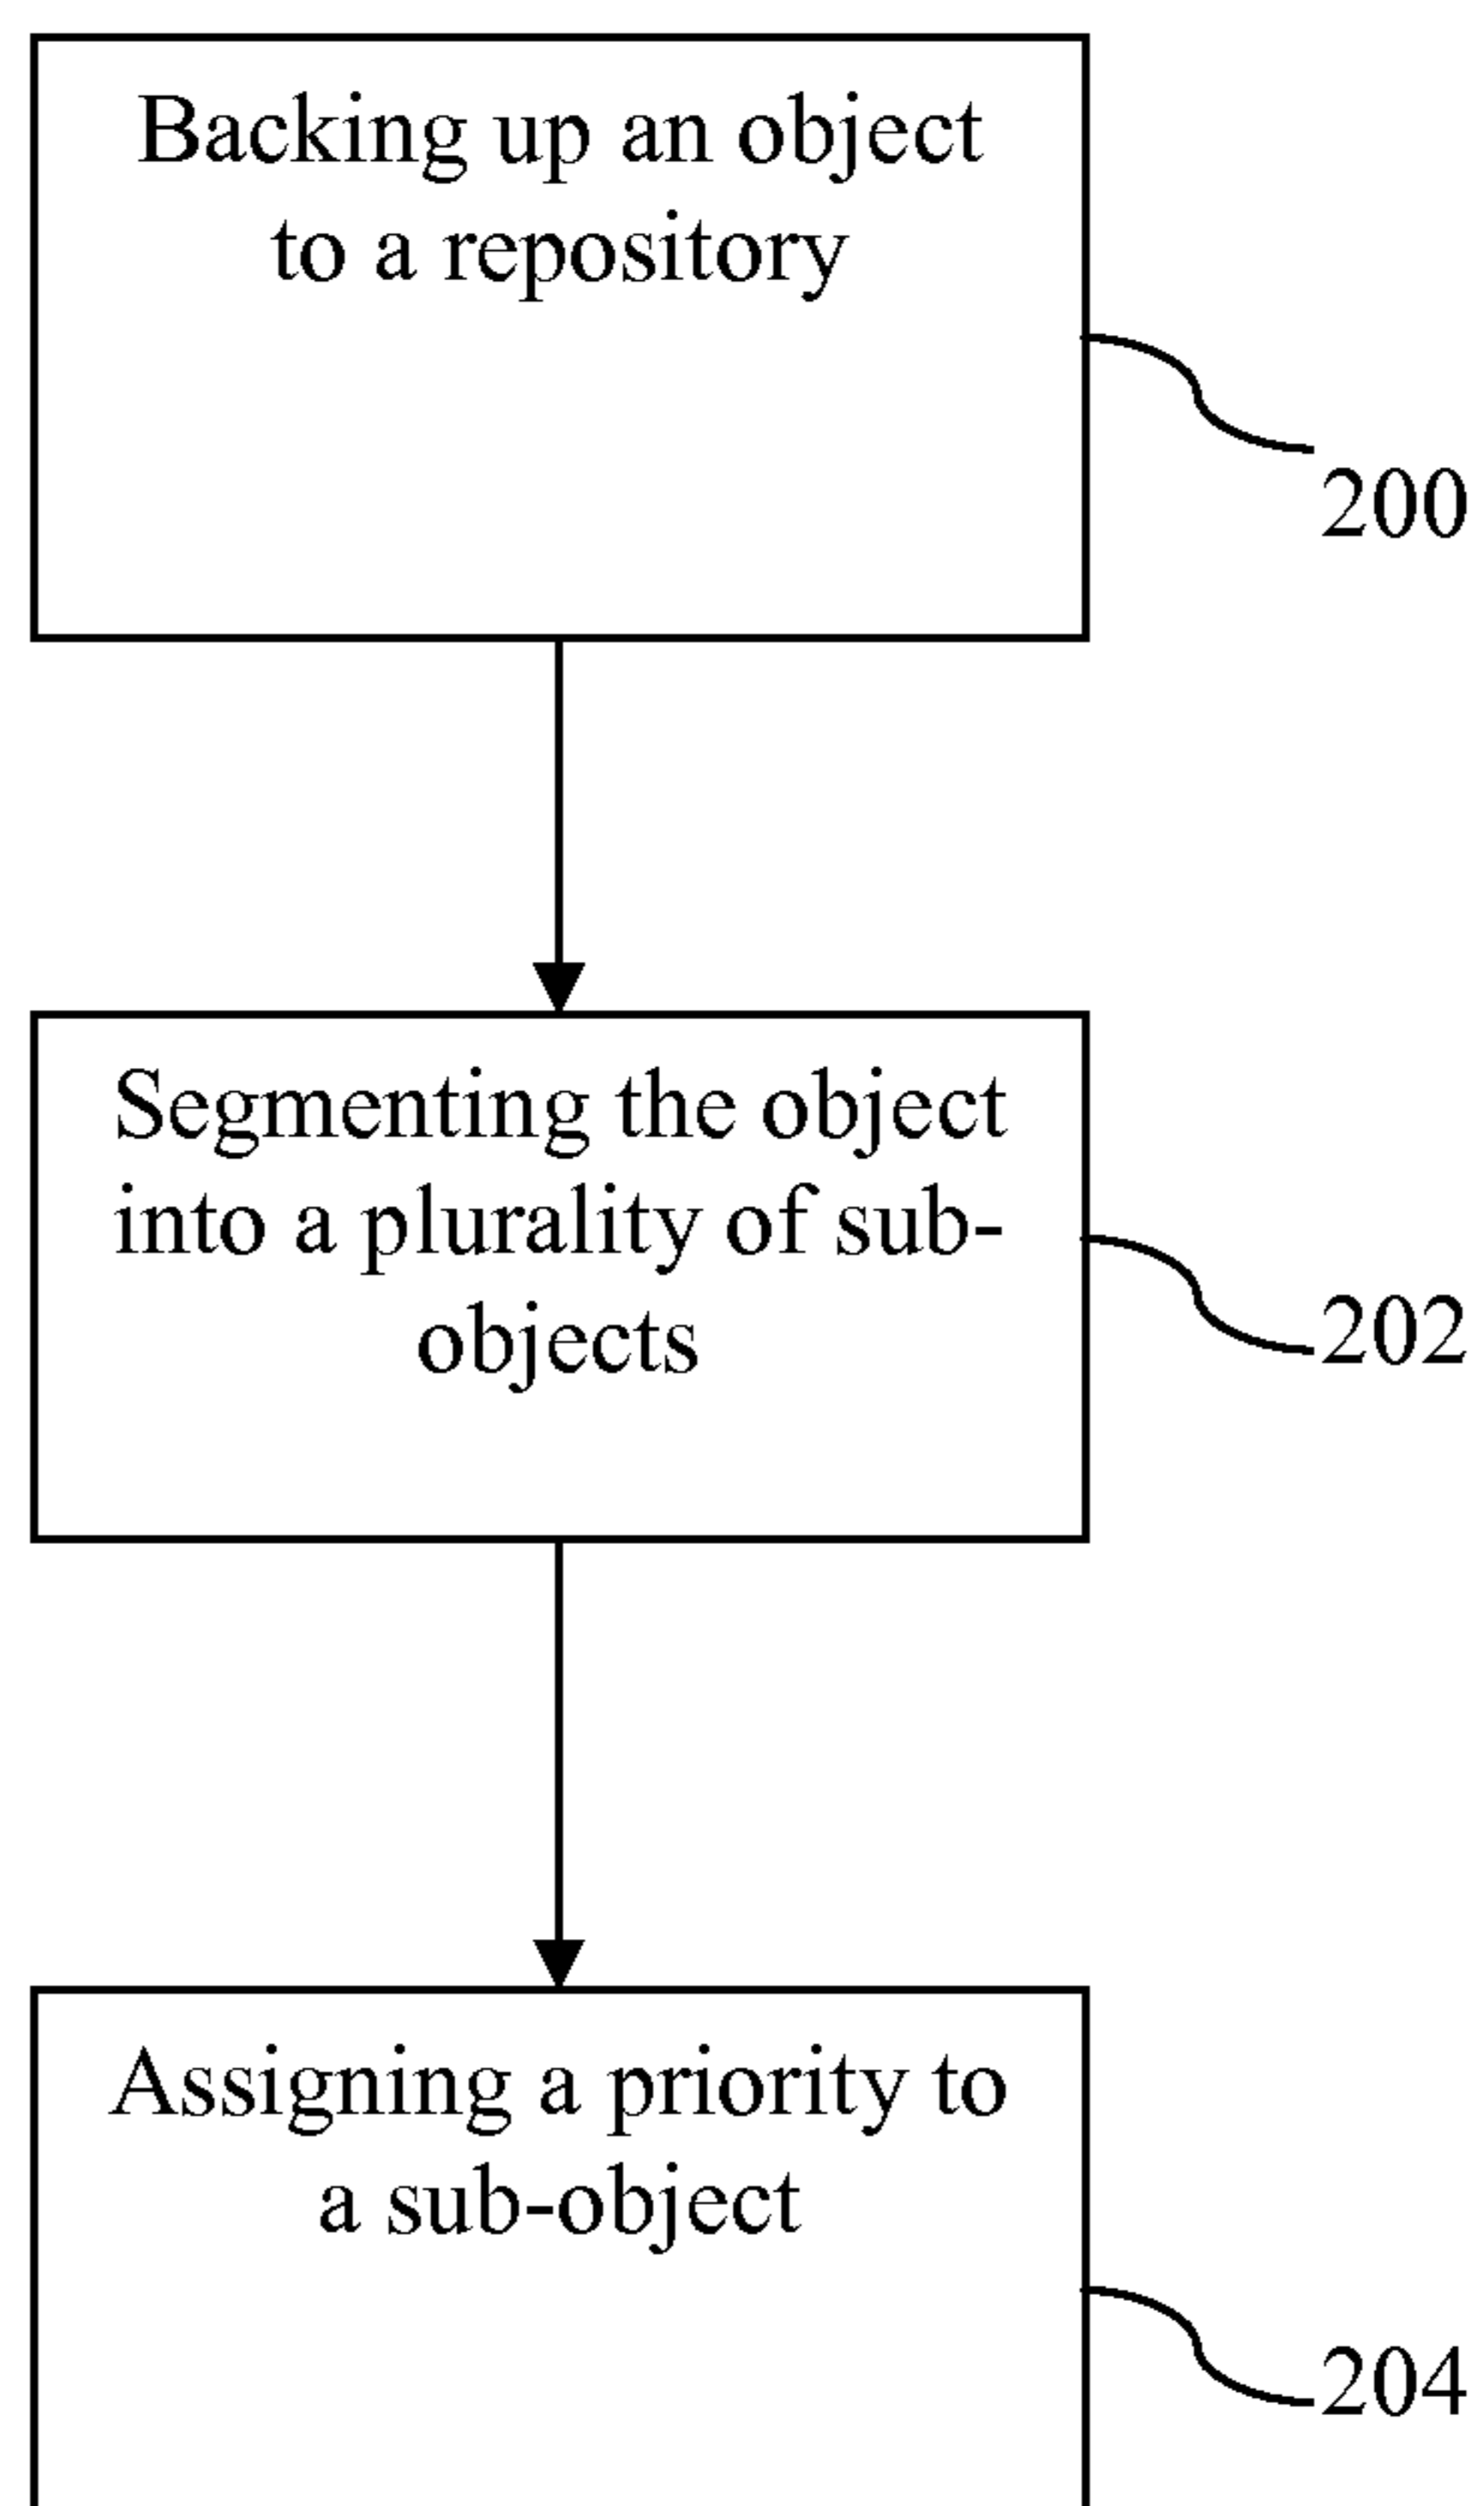 Backing up an object
to a repository
200
Segmenting the object
into a plurality of sub-
objects
202
Assigning a priority to
a sub-object
204